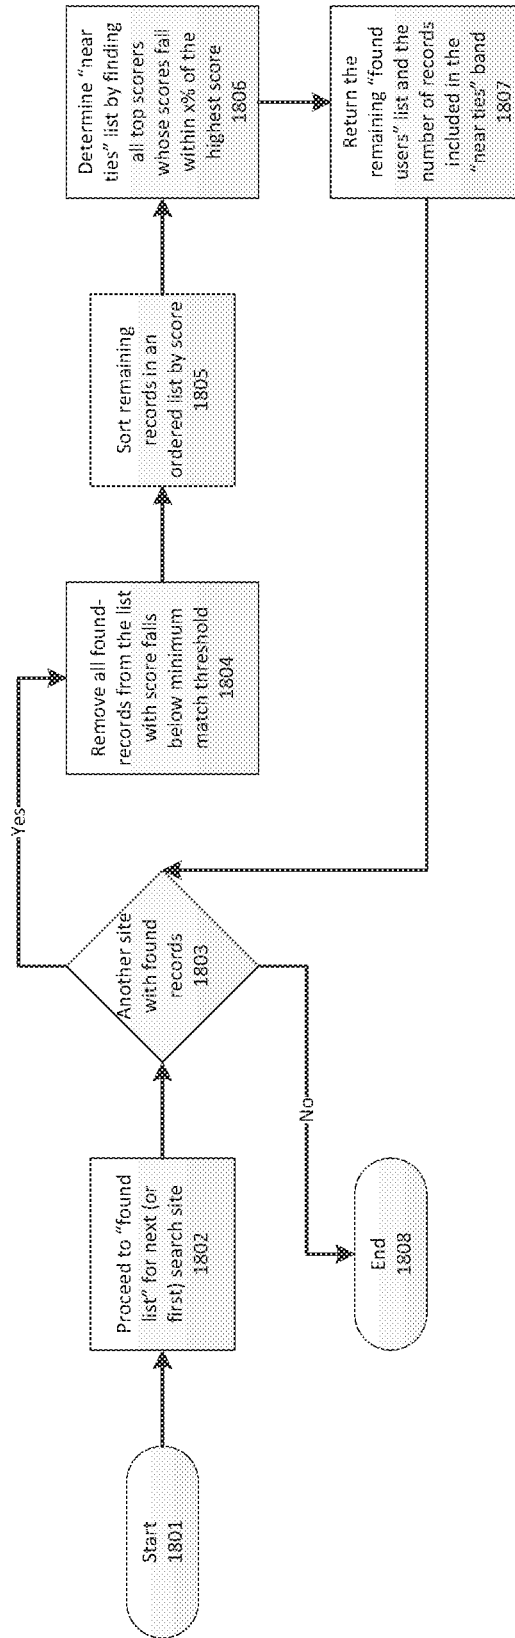 Start
1801
Proceed to “found
list” for next (or
first) search site
1802
Another site
with found
records
1803
Yes
No
Remove all found-
records from the list
with score falls
below minimum
match threshold
1804
Sort remaining
records in an
ordered list by score
1805
Determine “near
ties” list by finding
all top scorers
whose scores fall
within x% of the
highest score
1806
Return the
remaining “found
users” list and the
number of records
included in the
“near ties” band
1807
End
1808